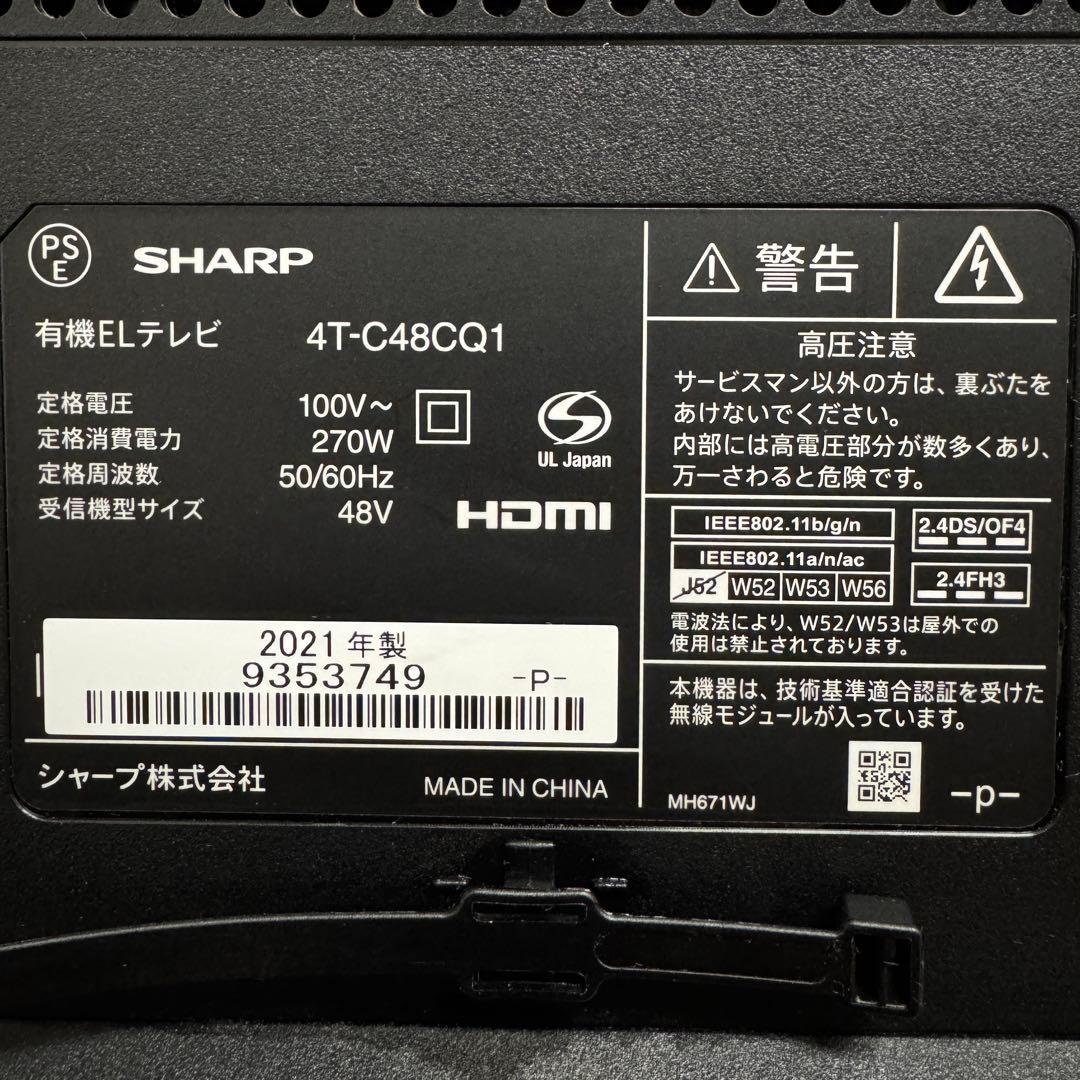 PSE
SHARP
有機ELテレビ 4T-C48CQ1
定格電圧 100V~
定格消費電力 270W
定格周波数 50/60Hz
受信機型サイズ 48V
UL Japan
HDMI
2021年製
9353749 -P-
シャープ株式会社 MADE IN CHINA
警告
高圧注意
サービスマン以外の方は、裏ぶたを
あけないでください。
内部には高電圧部分が数多くあり、
万一さわると危険です。
IEEE802.11b/g/n
IEEE802.11a/n/ac
J52 W52 W53 W56
2.4DS/OF4
2.4FH3
電波法により、W52/W53は屋外での
使用は禁止されております。
本機器は、技術基準適合認証を受けた
無線モジュールが入っています。
MH671WJ -p-